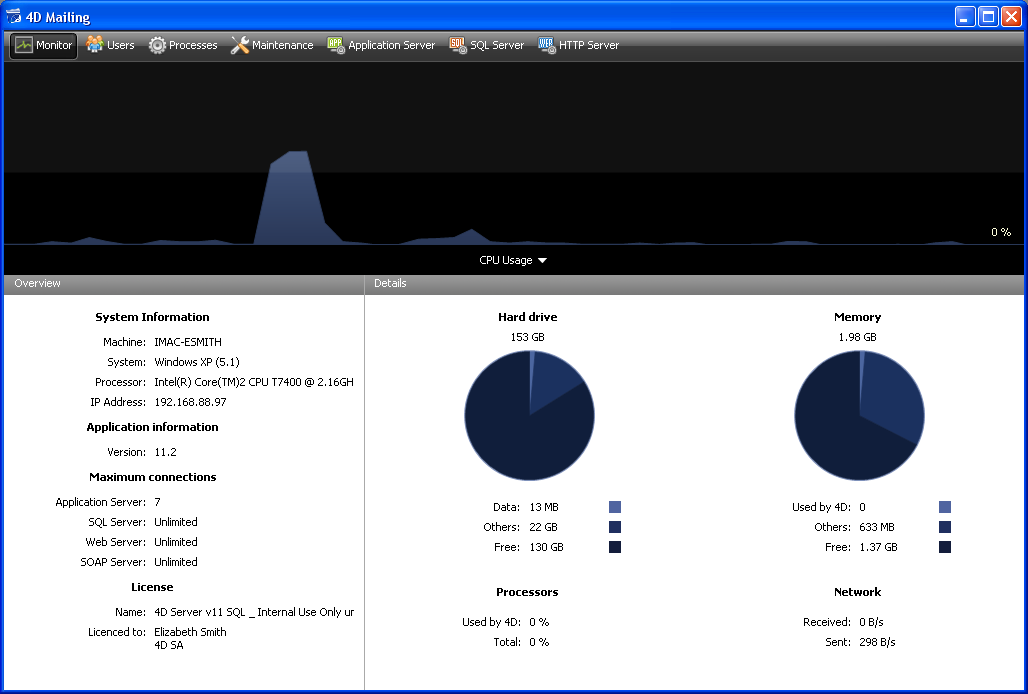 4D Mailing
Monitor Users Processes Maintenance Application Server SQL Server HTTP Server
0 %
CPU Usage
Overview
System Information
Machine: IMAC-ESMITH
System: Windows XP (5.1)
Processor: Intel(R) Core(TM)2 CPU T7400 @ 2.16GH
IP Address: 192.168.88.97
Application information
Version: 11.2
Maximum connections
Application Server: 7
SQL Server: Unlimited
Web Server: Unlimited
SOAP Server: Unlimited
License
Name: 4D Server v11 SQL _ Internal Use Only ur
Licenced to: Elizabeth Smith
4D SA
Details
Hard drive
153 GB
Data: 13 MB
Others: 22 GB
Free: 130 GB
Memory
1.98 GB
Used by 4D: 0
Others: 633 MB
Free: 1.37 GB
Processors
Used by 4D: 0 %
Total: 0 %
Network
Received: 0 B/s
Sent: 298 B/s